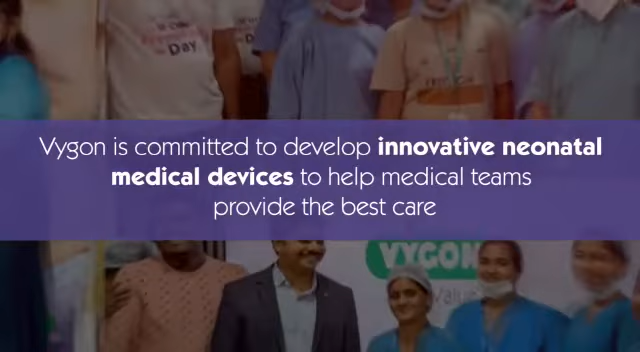 Day
Vygon is committed to develop innovative neonatal
medical devices to help medical teams
provide the best care
VYGON
Value